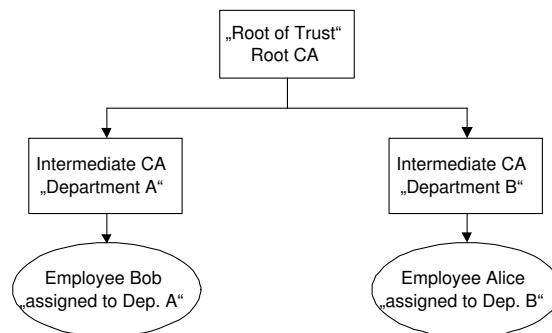 „Root of Trust“
Root CA
Intermediate CA
„Department A“
Intermediate CA
„Department B“
Employee Bob
„assigned to Dep. A“
Employee Alice
„assigned to Dep. B“